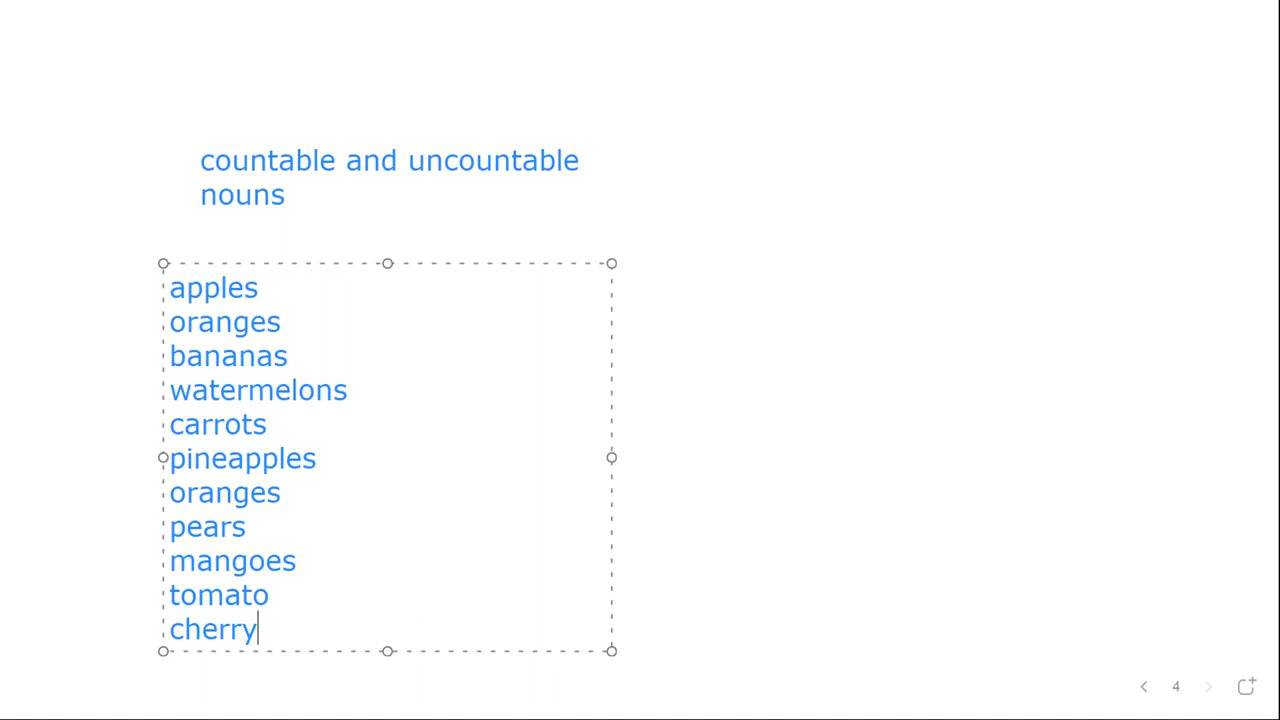 countable and uncountable
nouns
apples
oranges
bananas
watermelons
carrots
pineapples
oranges
pears
mangoes
tomato
cherry
4